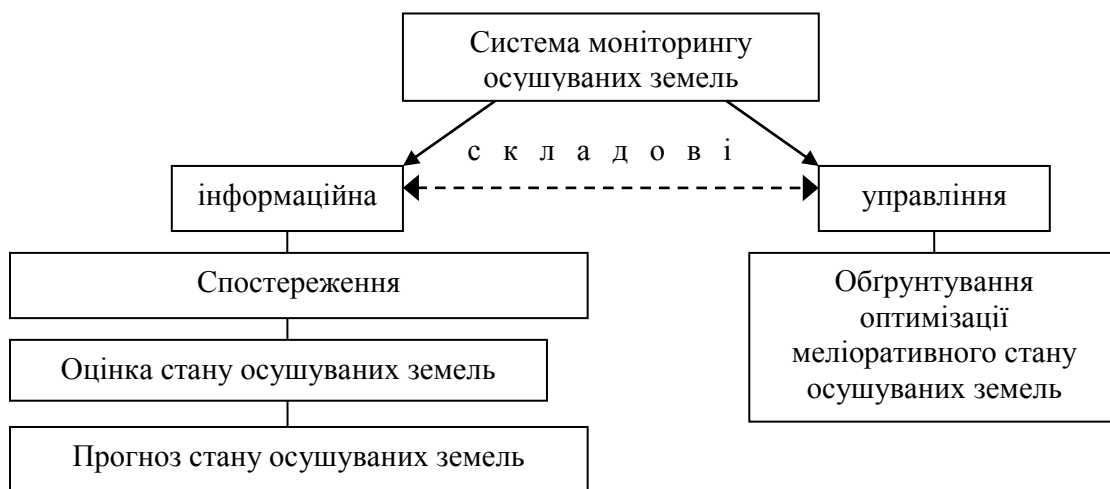 Система моніторингу
осушуваних земель
с к л а д о в і
інформаційна
управління
Спостереження
Оцінка стану осушуваних земель
Прогноз стану осушуваних земель
Обґрунтування
оптимізації
меліоративного стану
осушуваних земель